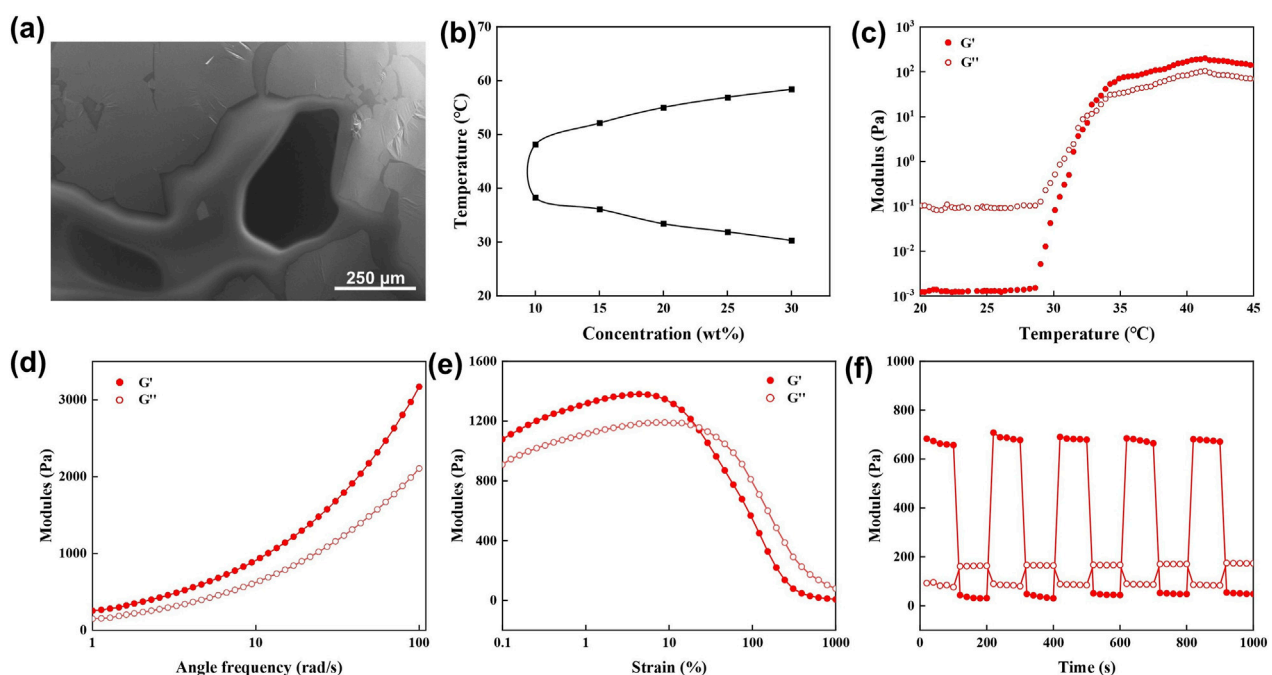 (a)
250 μm
(b)
70
60
50
40
30
20
Temperature (°C)
10 15 20 25 30
Concentration (wt%)
(c)
G'
G''
10³
10²
10¹
10⁰
10⁻¹
10⁻²
10⁻³
Modulus (Pa)
20 25 30 35 40 45
Temperature (°C)
(d)
G'
G''
3000
2000
1000
0
Modules (Pa)
1 10 100
Angle frequency (rad/s)
(e)
G'
G''
1600
1200
800
400
0
Modules (Pa)
0.1 1 10 100 1000
Strain (%)
(f)
1000
800
600
400
200
0
Modules (Pa)
0 200 400 600 800 1000
Time (s)